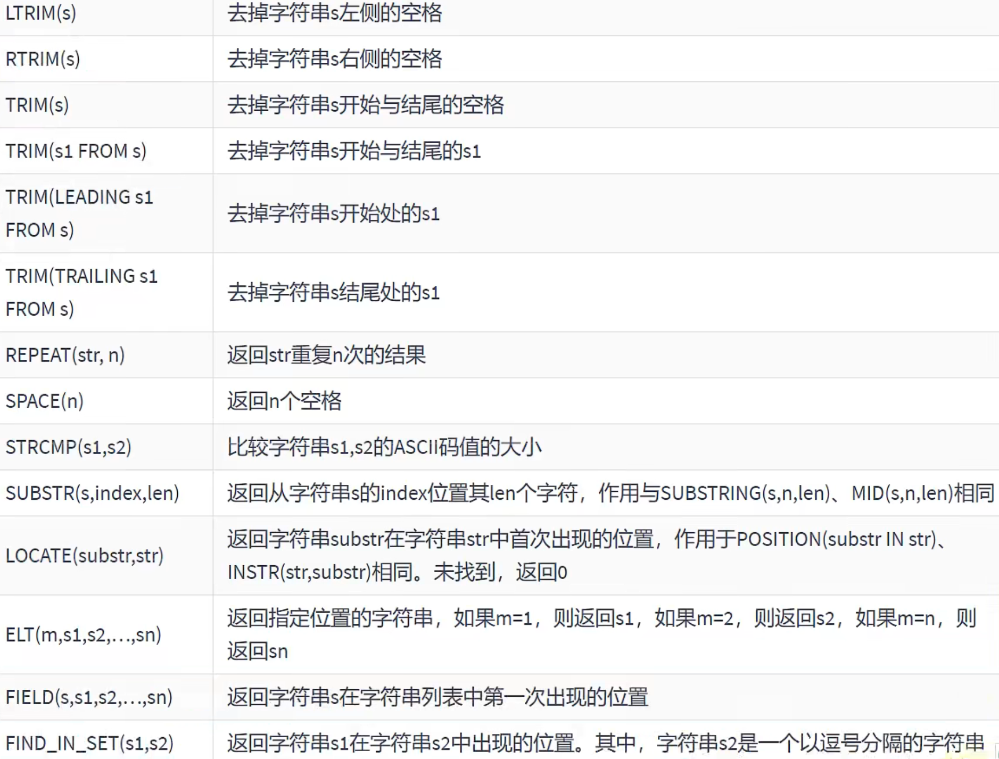 LTRIM(s) 去掉字符串s左侧的空格
RTRIM(s) 去掉字符串s右侧的空格
TRIM(s) 去掉字符串s开始与结尾的空格
TRIM(s1 FROM s) 去掉字符串s开始与结尾的s1
TRIM(LEADING s1
FROM s)
去掉字符串s开始处的s1
TRIM(TRAILING s1
FROM s)
去掉字符串s结尾处的s1
REPEAT(str, n) 返回str重复n次的结果
SPACE(n) 返回n个空格
STRCMP(s1,s2) 比较字符串s1,s2的ASCII码值的大小
SUBSTR(s,index,len) 返回从字符串s的index位置其len个字符，作用与SUBSTRING(s,n,len)、MID(s,n,len)相同
LOCATE(substr,str)
返回字符串substr在字符串str中首次出现的位置，作用于POSITION(substr IN str)、
INSTR(str,substr)相同。未找到，返回0
ELT(m,s1,s2,…,sn)
返回指定位置的字符串，如果m=1，则返回s1，如果m=2，则返回s2，如果m=n，则
返回sn
FIELD(s,s1,s2,…,sn) 返回字符串s在字符串列表中第一次出现的位置
FIND_IN_SET(s1,s2) 返回字符串s1在字符串s2中出现的位置。其中，字符串s2是一个以逗号分隔的字符串